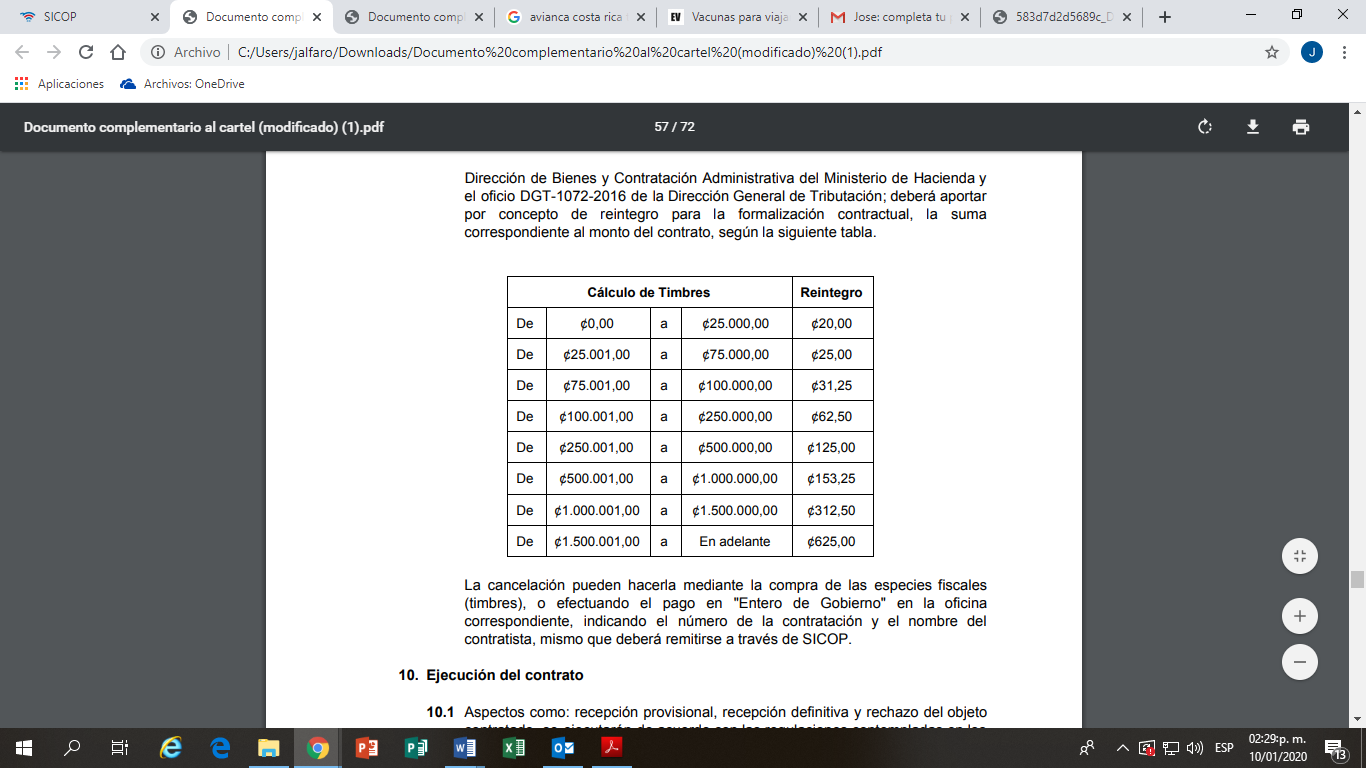 SICOP
Documento comp
Documento comp
avianca costa rica
Vacunas para viaja
Jose: completa tu
583d7d2d5689c_D
Archivo | C:/Users/jalfaro/Downloads/Documento%20complementario%20al%20cartel%20(modificado)%20(1).pdf
J
Aplicaciones Archivos: OneDrive
Documento complementario al cartel (modificado) (1).pdf 57 / 72
Dirección de Bienes y Contratación Administrativa del Ministerio de Hacienda y
el oficio DGT-1072-2016 de la Dirección General de Tributación; deberá aportar
por concepto de reintegro para la formalización contractual, la suma
correspondiente al monto del contrato, según la siguiente tabla.
Cálculo de Timbres Reintegro
De ¢0,00 a ¢25.000,00 ¢20,00
De ¢25.001,00 a ¢75.000,00 ¢25,00
De ¢75.001,00 a ¢100.000,00 ¢31,25
De ¢100.001,00 a ¢250.000,00 ¢62,50
De ¢250.001,00 a ¢500.000,00 ¢125,00
De ¢500.001,00 a ¢1.000.000,00 ¢153,25
De ¢1.000.001,00 a ¢1.500.000,00 ¢312,50
De ¢1.500.001,00 a En adelante ¢625,00
La cancelación pueden hacerla mediante la compra de las especies fiscales
(timbres), o efectuando el pago en "Entero de Gobierno" en la oficina
correspondiente, indicando el número de la contratación y el nombre del
contratista, mismo que deberá remitirse a través de SICOP.
10. Ejecución del contrato
10.1 Aspectos como: recepción provisional, recepción definitiva y rechazo del objeto
ESP
02:29 p. m.
10/01/2020
13